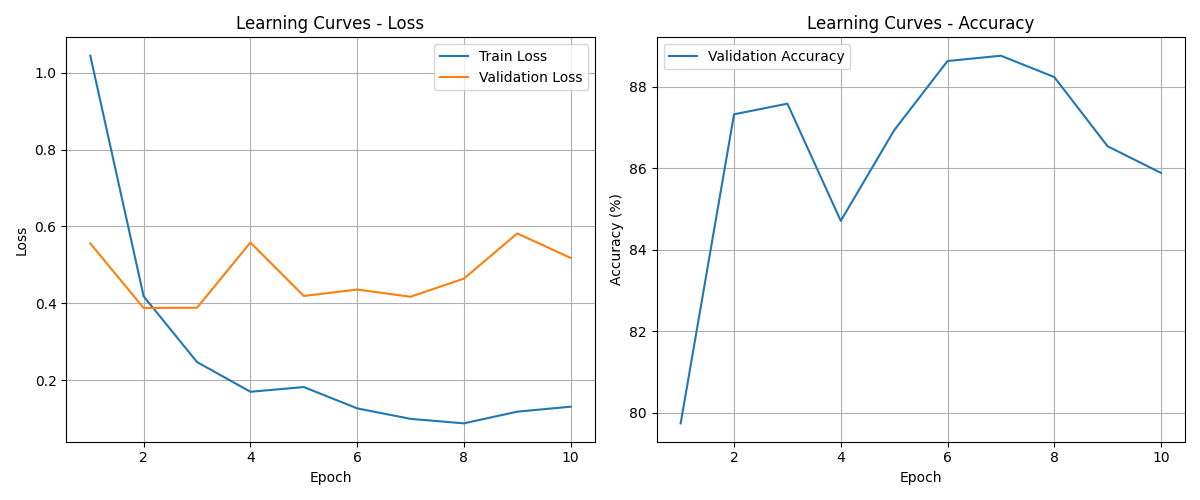 Learning Curves - Loss
Train Loss
Validation Loss
1.0
0.8
0.6
0.4
0.2
Loss
2 4 6 8 10
Epoch
Learning Curves - Accuracy
Validation Accuracy
88
86
84
82
80
Accuracy (%)
2 4 6 8 10
Epoch